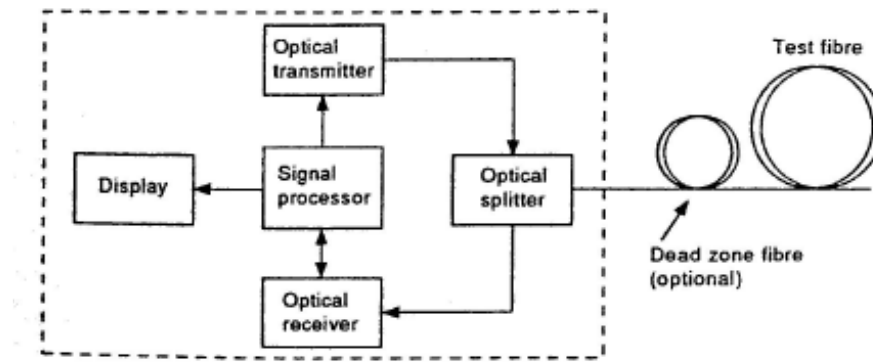 Optical
transmitter
Test fibre
Display
Signal
processor
Optical
splitter
Dead zone fibre
(optional)
Optical
receiver